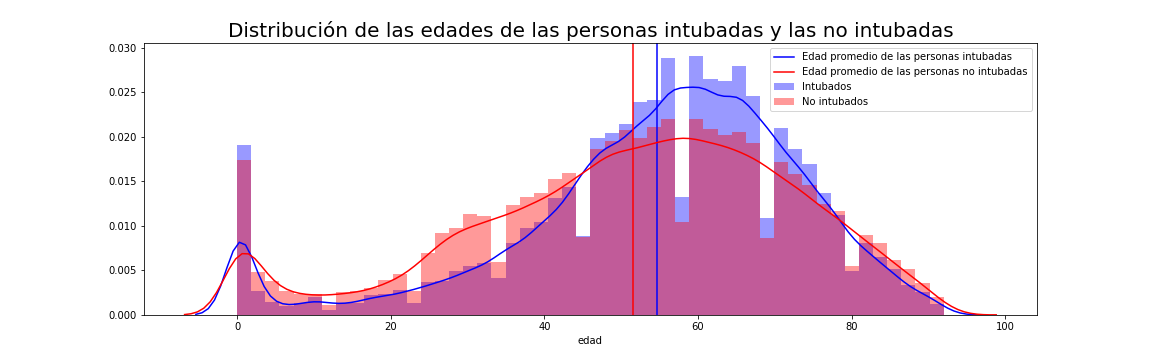 Distribución de las edades de las personas intubadas y las no intubadas
0.030
0.025
0.020
0.015
0.010
0.005
0.000
Edad promedio de las personas intubadas
Edad promedio de las personas no intubadas
Intubados
No intubados
0 20 40 60 80 100
edad